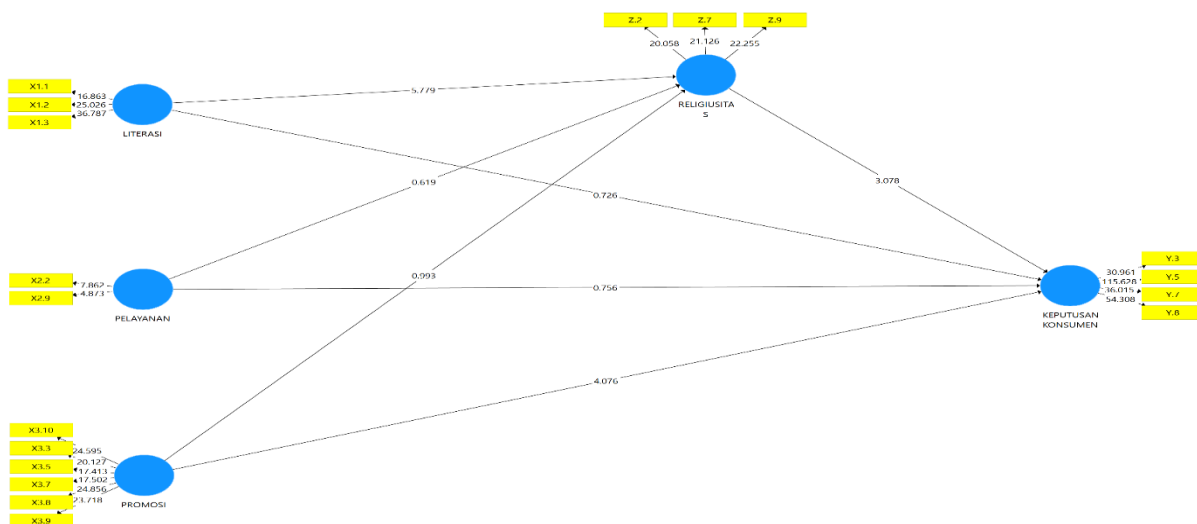 Z.2
Z.7
Z.9
20.058
21.126
22.255
X1.1
X1.2
X1.3
16.863
25.026
36.787
LITERASI
RELIGIUSITA
S
5.779
0.619
0.726
3.078
X2.2
X2.9
7.862
4.873
PELAYANAN
0.993
0.756
Y.3
Y.5
Y.7
Y.8
30.961
115.628
36.015
54.308
KEPUTUSAN
KONSUMEN
4.076
X3.10
X3.3
X3.5
X3.7
X3.8
X3.9
24.595
20.127
17.413
17.502
24.856
23.718
PROMOSI